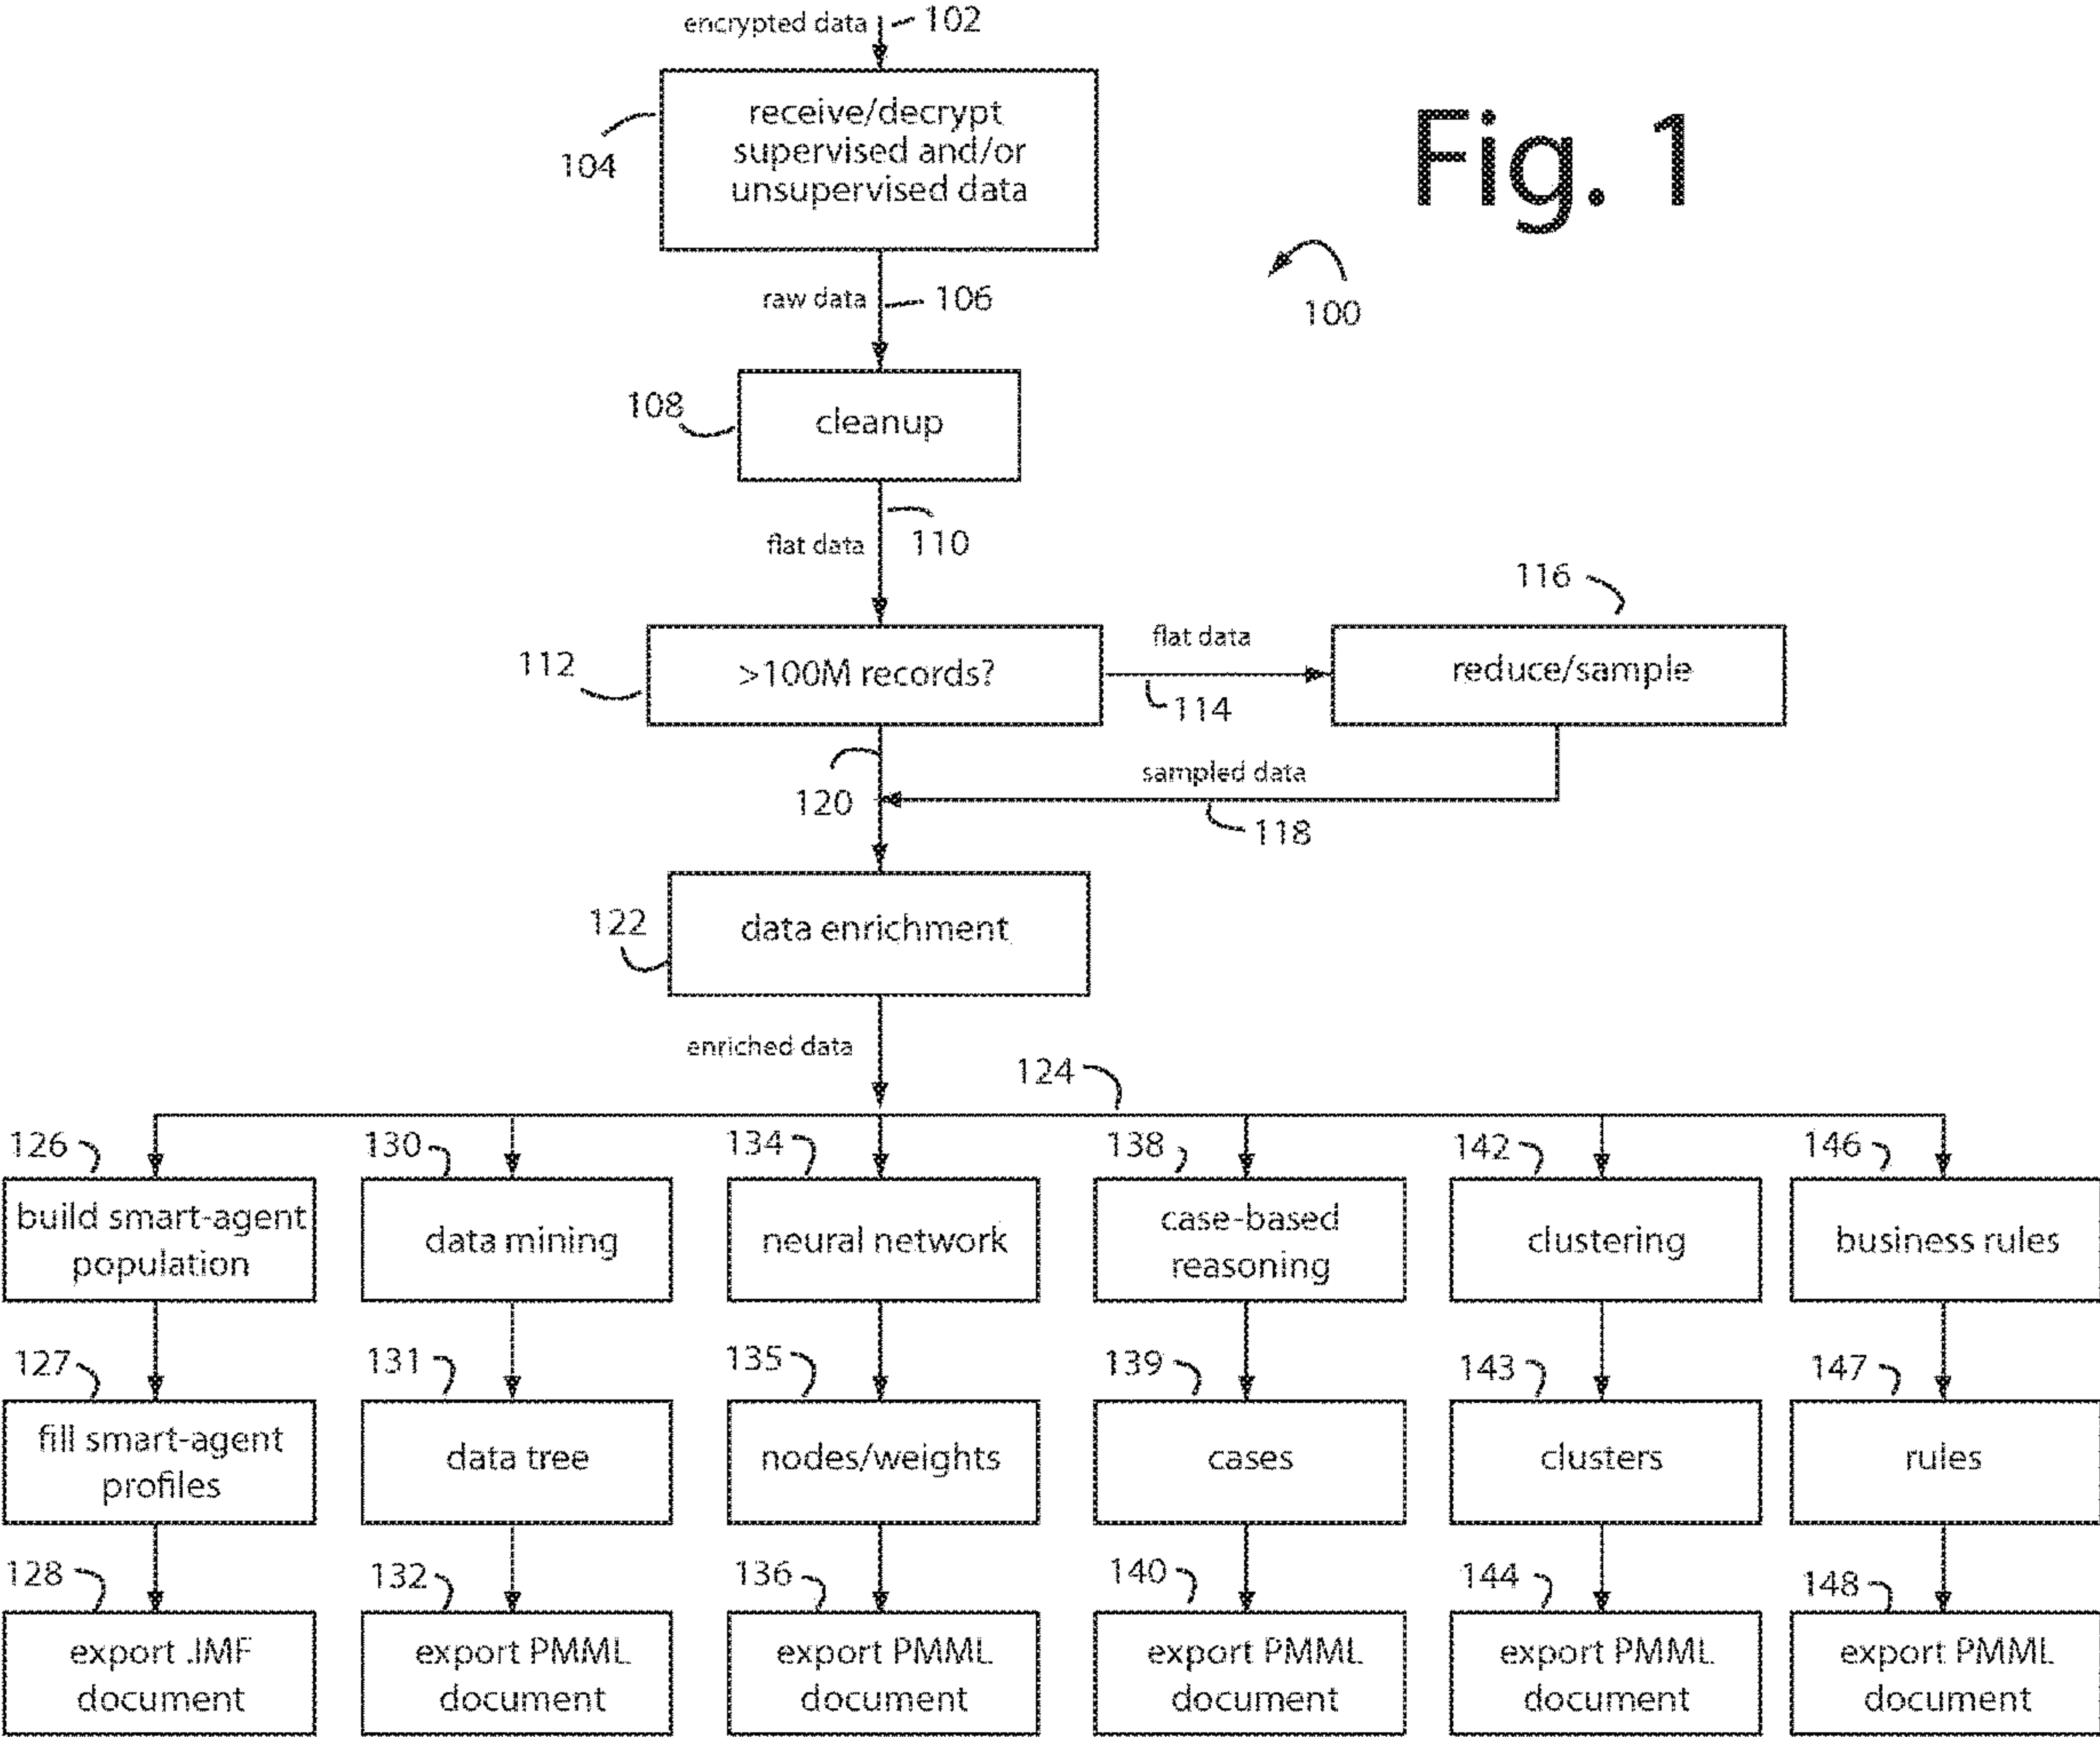 encrypted data
102
Fig. 1
receive/decrypt
supervised and/or
unsupervised data
104
100
raw data
106
108
cleanup
flat data
110
112
>100M records?
flat data
114
116
reduce/sample
sampled data
118
120
122
data enrichment
enriched data
124
126
130
134
138
142
146
build smart-agent
population
data mining
neural network
case-based
reasoning
clustering
business rules
127
131
135
139
143
147
fill smart-agent
profiles
data tree
nodes/weights
cases
clusters
rules
128
132
136
140
144
148
export .IMF
document
export PMML
document
export PMML
document
export PMML
document
export PMML
document
export PMML
document